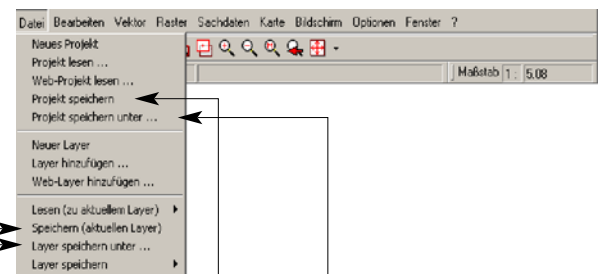 Datei Bearbeiten Vektor Raster Sachdaten Karte Bildschirm Optionen Fenster ?
Neues Projekt
Projekt lesen ...
Web-Projekt lesen ...
Maßstab 1 : 5.08
Projekt speichern
Projekt speichern unter ...
Neuer Layer
Layer hinzufügen ...
Web-Layer hinzufügen ...
Lesen (zu aktuellem Layer)
Speichern (aktuellen Layer)
Layer speichern unter ...
Layer speichern